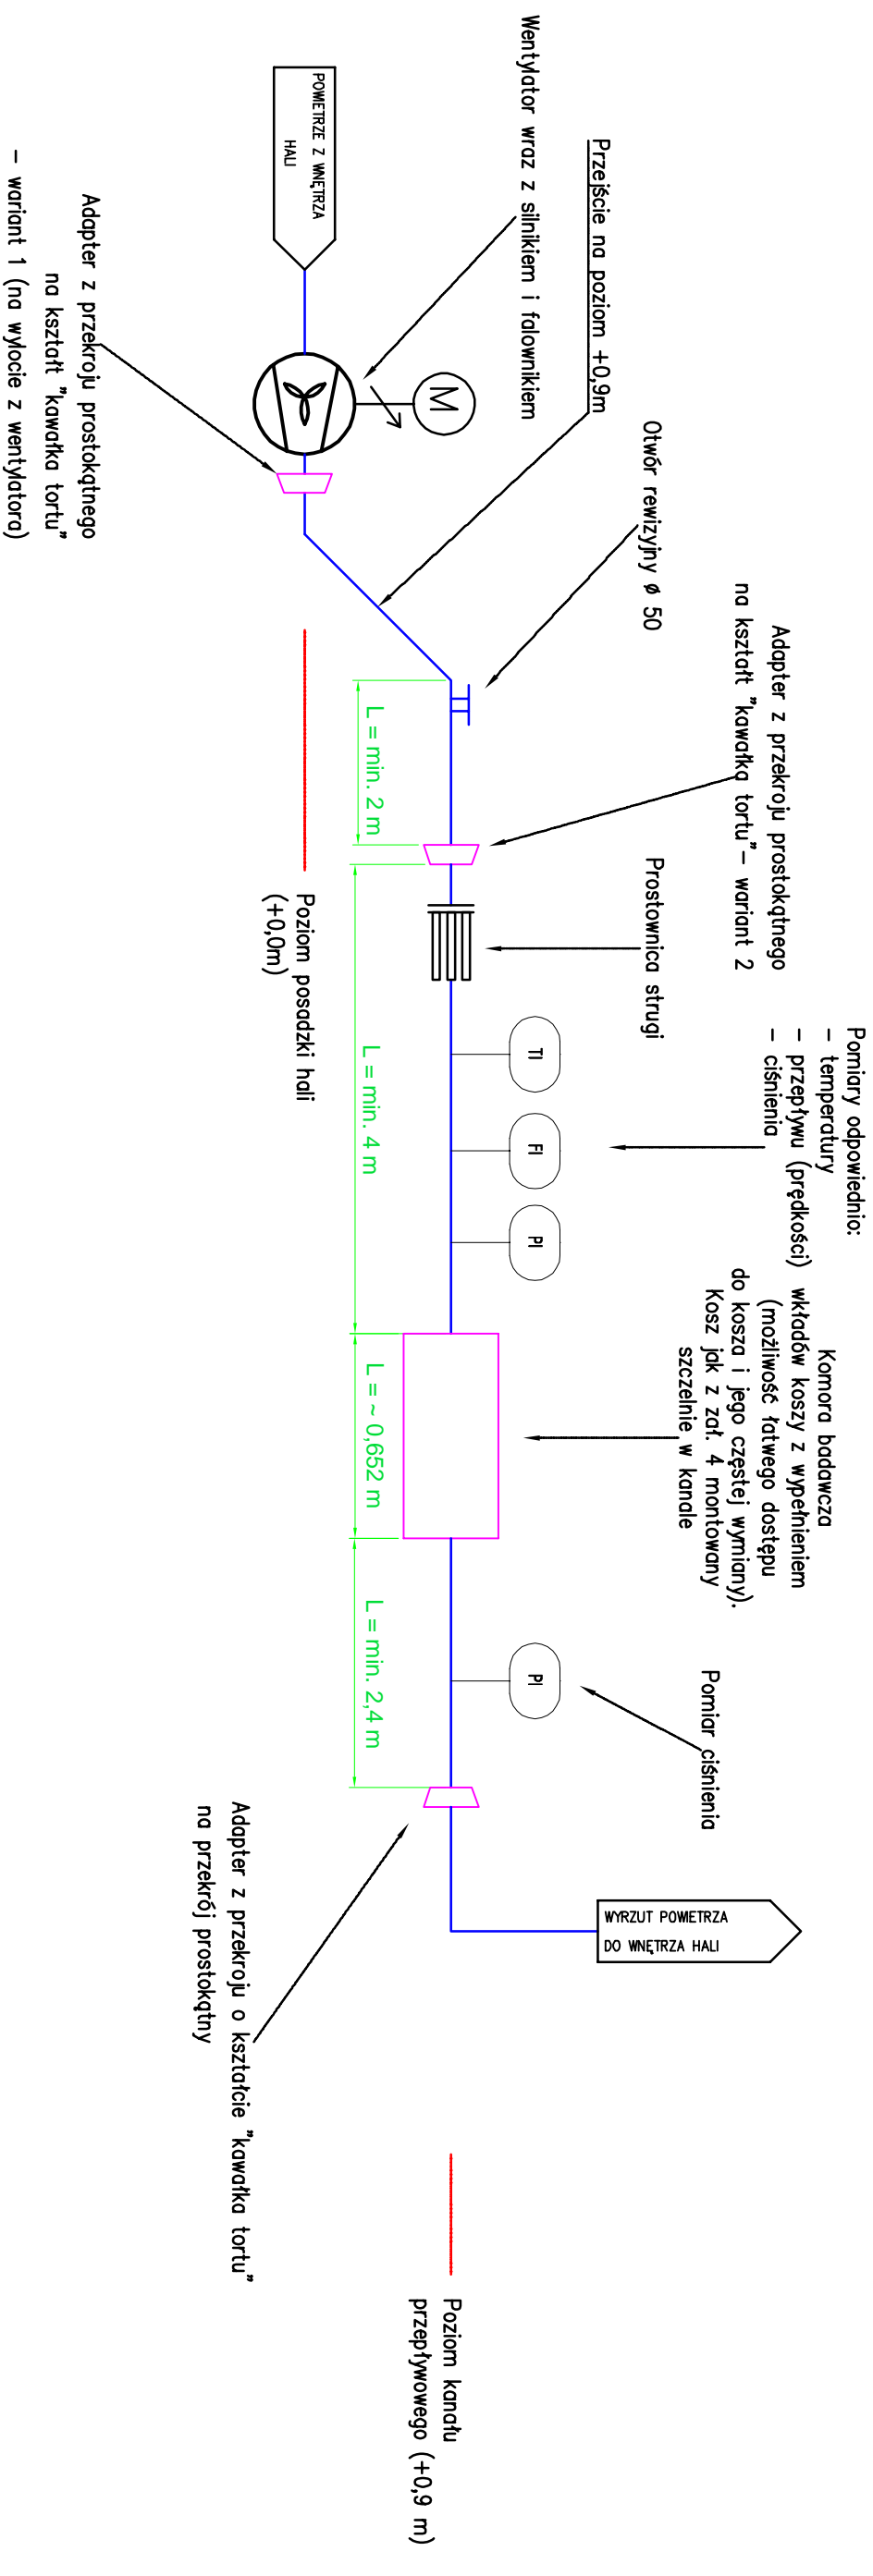 Wentylator wraz z silnikiem i falownikiem
Przejście na poziom +0,9m
Otwór rewizyjny ø 50
Adapter z przekroju prostokątnego
na kształt "kawałka tortu"– wariant 2
Prostownica strugi
Pomiary odpowiednio:
– temperatury
– przepływu (prędkości)
– ciśnienia
Komora badawcza
wkładów koszy z wypełnieniem
(możliwość łatwego dostępu
do kosza i jego częstej wymiany).
Kosz jak z zał. 4 montowany
szczelnie w kanale
Pomiar ciśnienia
WYRZUT POWIETRZA
DO WNĘTRZA HALI
M
TI
FI
PI
PI
POWIETRZE Z WNĘTRZA
HALI
L = min. 2 m
L = min. 4 m
L = ~ 0,652 m
L = min. 2,4 m
Poziom posadzki hali
(+0,0m)
Poziom kanału
przepływowego (+0,9 m)
Adapter z przekroju prostokątnego
na kształt "kawałka tortu"
– wariant 1 (na wylocie z wentylatora)
Adapter z przekroju o kształcie "kawałka tortu"
na przekrój prostokątny